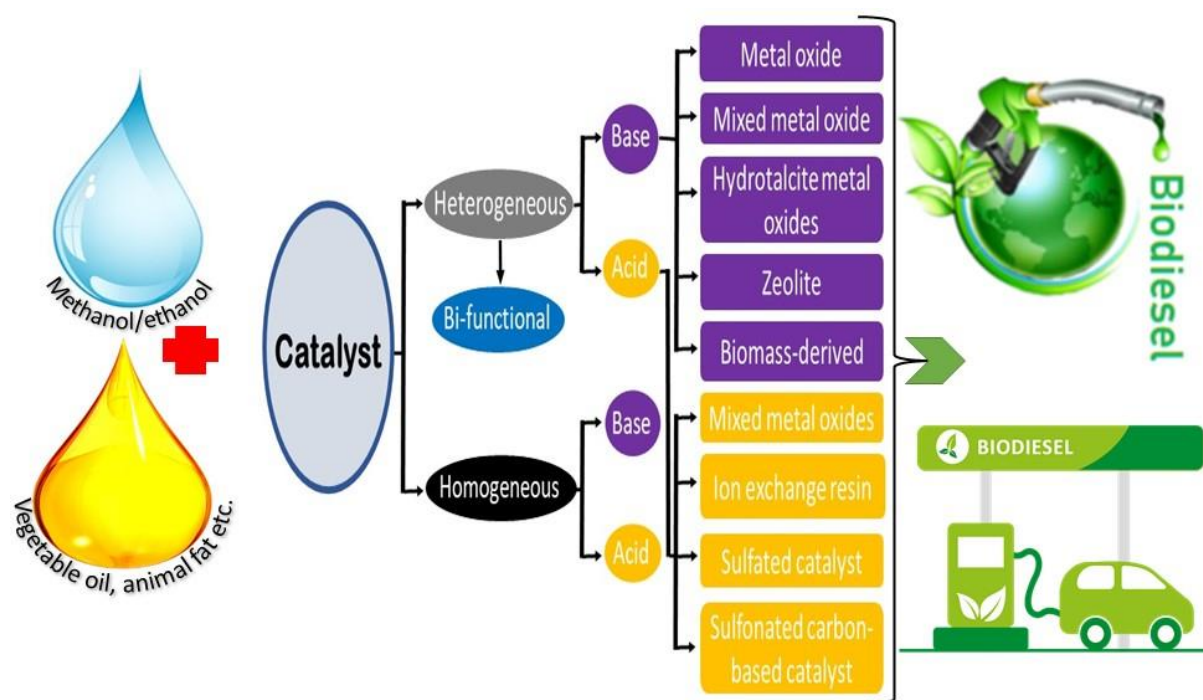 Methanol/ethanol
Vegetable oil, animal fat etc.
Catalyst
Heterogeneous
Bi-functional
Homogeneous
Base
Acid
Base
Acid
Metal oxide
Mixed metal oxide
Hydrotalcite metal
oxides
Zeolite
Biomass-derived
Mixed metal oxides
Ion exchange resin
Sulfated catalyst
Sulfonated carbon-
based catalyst
Biodiesel
BIODIESEL